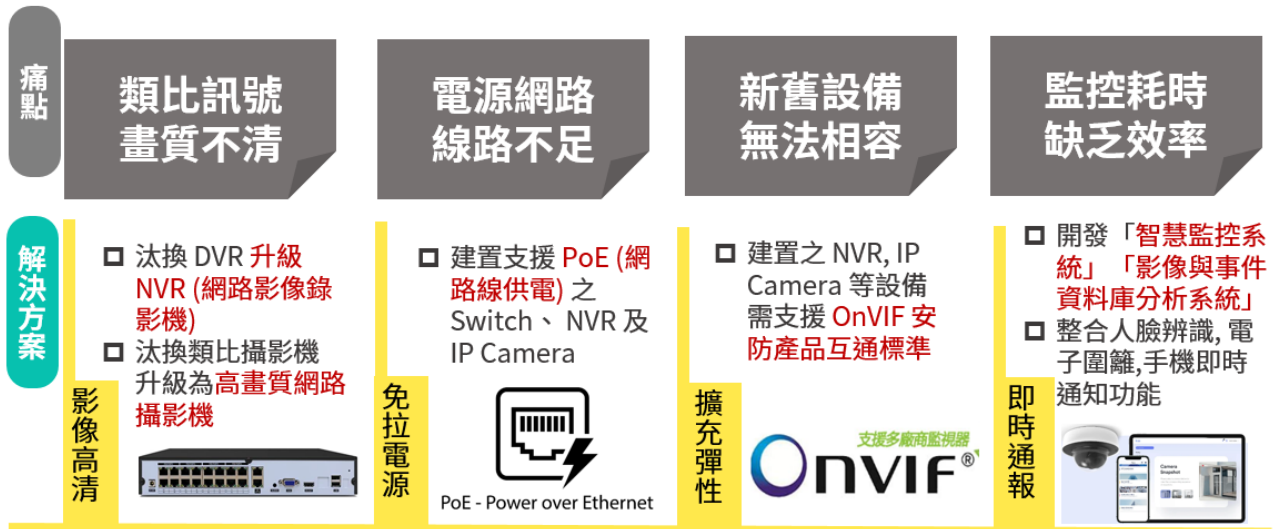 痛點
類比訊號
畫質不清
電源網路
線路不足
新舊設備
無法相容
監控耗時
缺乏效率
解決方案
汰換 DVR 升級
NVR (網路影像錄
影機)
汰換類比攝影機
升級為高畫質網路
攝影機
影像高清
建置支援 PoE (網
路線供電) 之
Switch、 NVR 及
IP Camera
免拉電源
PoE - Power over Ethernet
建置之 NVR, IP
Camera 等設備
需支援 OnVIF 安
防產品互通標準
擴充彈性
支援多廠商監視器
ONVIF®
開發「智慧監控系
統」「影像與事件
資料庫分析系統」
整合人臉辨識, 電
子圍籬,手機即時
通知功能
即時通報
Camera
Snapshot